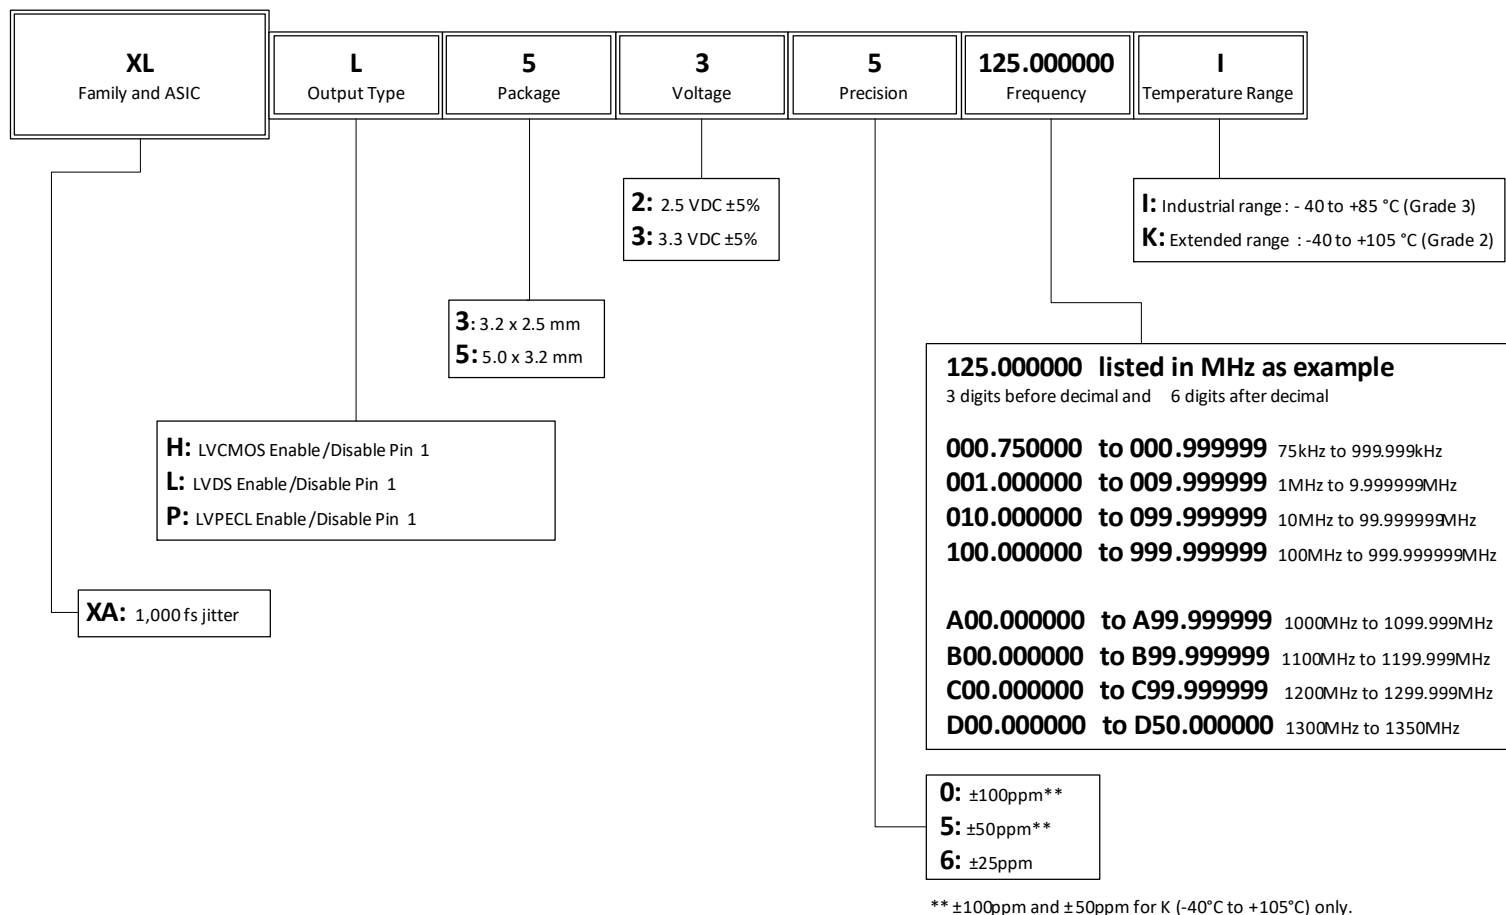 XL
Family and ASIC
L
Output Type
5
Package
3
Voltage
5
Precision
125.000000
Frequency
I
Temperature Range
2: 2.5 VDC ±5%
3: 3.3 VDC ±5%
I: Industrial range: - 40 to +85 °C (Grade 3)
K: Extended range : -40 to +105 °C (Grade 2)
3: 3.2 x 2.5 mm
5: 5.0 x 3.2 mm
125.000000 listed in MHz as example
3 digits before decimal and 6 digits after decimal
000.750000 to 000.999999 75kHz to 999.999kHz
001.000000 to 009.999999 1MHz to 9.999999MHz
010.000000 to 099.999999 10MHz to 99.999999MHz
100.000000 to 999.999999 100MHz to 999.999999MHz
A00.000000 to A99.999999 1000MHz to 1099.999MHz
B00.000000 to B99.999999 1100MHz to 1199.999MHz
C00.000000 to C99.999999 1200MHz to 1299.999MHz
D00.000000 to D50.000000 1300MHz to 1350MHz
H: LVCMOS Enable/Disable Pin 1
L: LVDS Enable/Disable Pin 1
P: LVPECL Enable/Disable Pin 1
XA: 1,000 fs jitter
0: ±100ppm**
5: ±50ppm**
6: ±25ppm
** ±100ppm and ±50ppm for K (-40°C to +105°C) only.